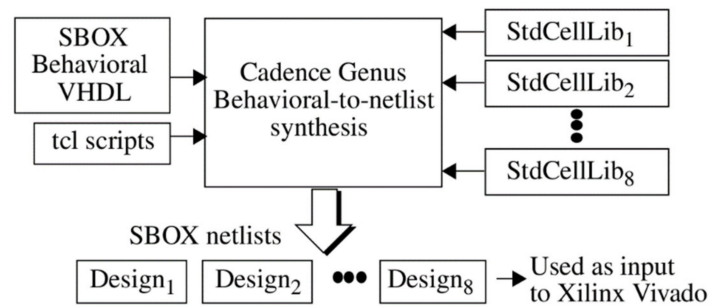 SBOX
Behavioral
VHDL
tcl scripts
Cadence Genus
Behavioral-to-netlist
synthesis
StdCellLib1
StdCellLib2
StdCellLib8
SBOX netlists
Design1
Design2
Design8
Used as input
to Xilinx Vivado